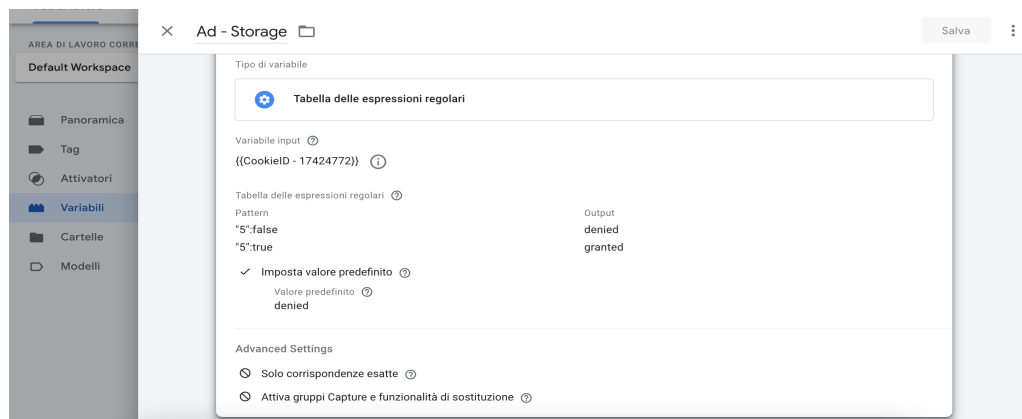 Ad - Storage
Salva
AREA DI LAVORO CORRE
Default Workspace
Panoramica
Tag
Attivatori
Variabili
Cartelle
Modelli
Tipo di variabile
Tabella delle espressioni regolari
Variabile input
{{CookieID - 17424772}}
Tabella delle espressioni regolari
Pattern Output
"5":false denied
"5":true granted
Imposta valore predefinito
Valore predefinito
denied
Advanced Settings
Solo corrispondenze esatte
Attiva gruppi Capture e funzionalità di sostituzione